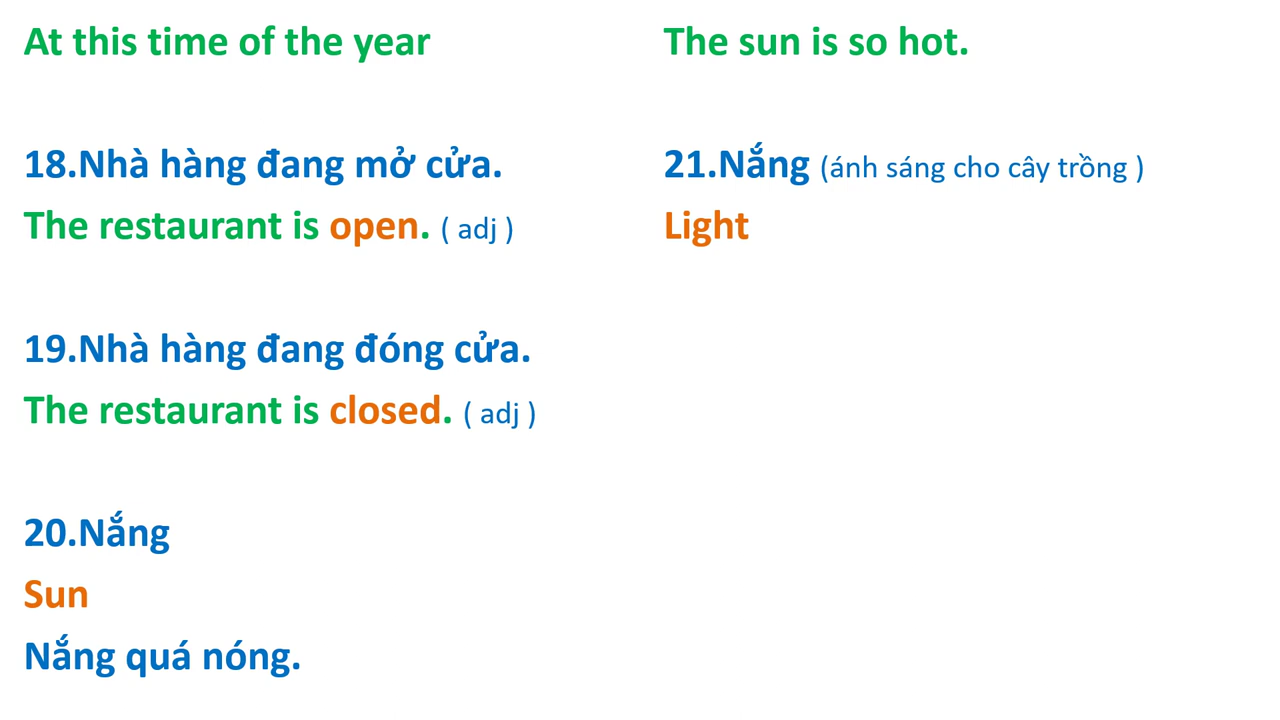 At this time of the year
18.Nhà hàng đang mở cửa.
The restaurant is open. ( adj )
19.Nhà hàng đang đóng cửa.
The restaurant is closed. ( adj )
20.Nắng
Sun
Nắng quá nóng.
The sun is so hot.
21.Nắng (ánh sáng cho cây trồng )
Light